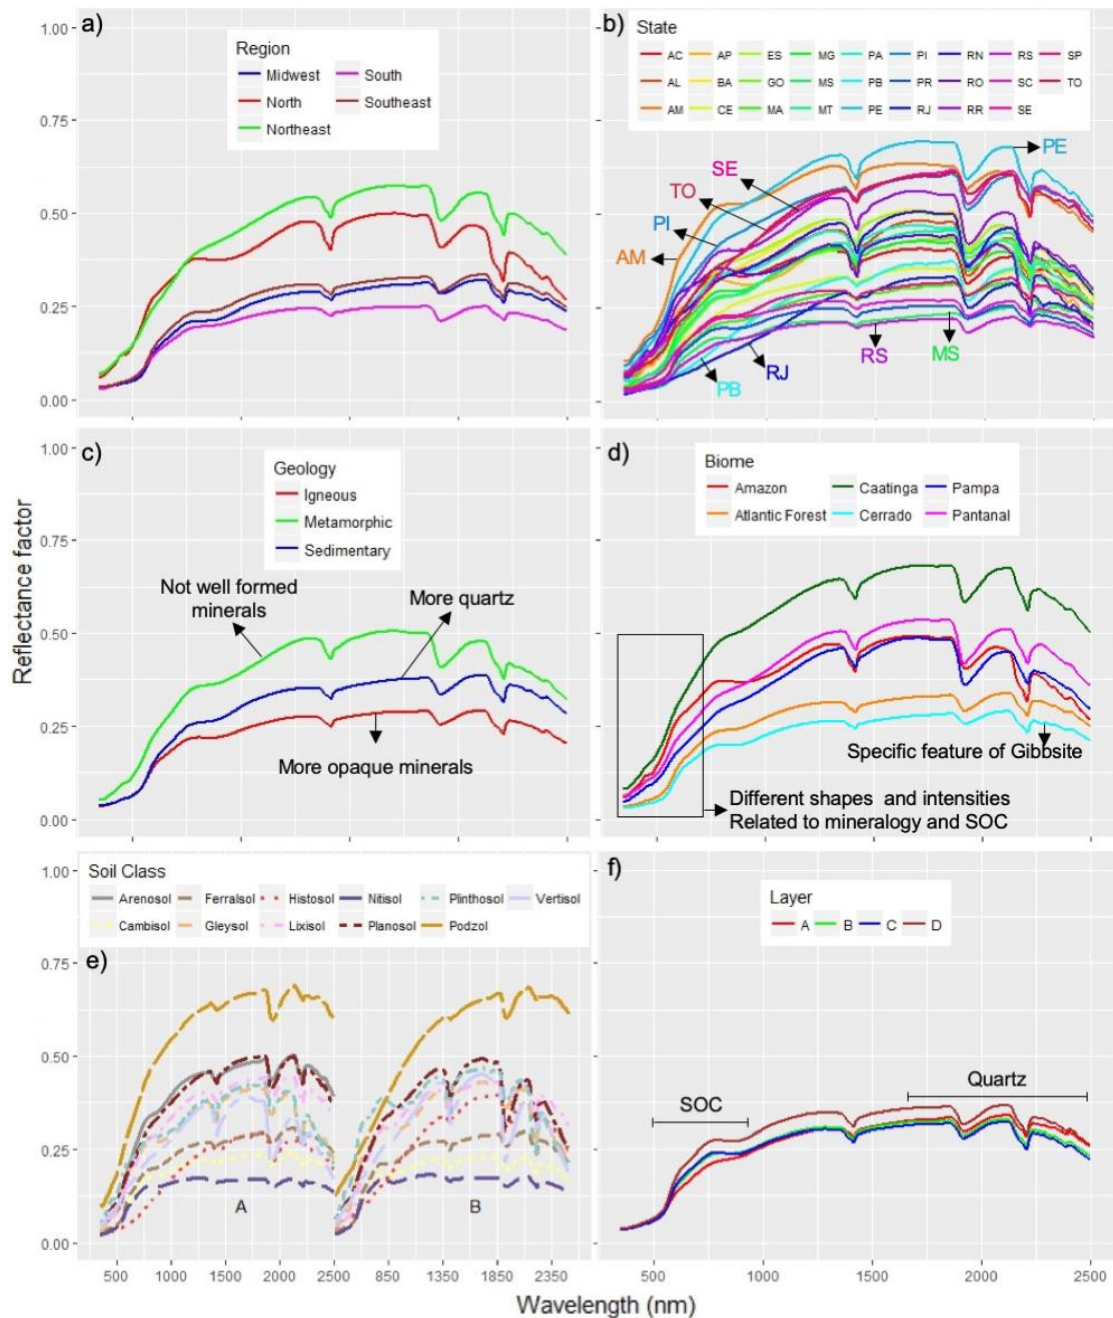 a)
Region
Midwest South
North Southeast
Northeast
1.00
0.75
0.50
0.25
0.00
b)
State
AC AP ES MG PA PI RN RS SP
AL BA GO MS PB PR RO SC TO
AM CE MA MT PE RJ RR SE
PE
SE
TO
PI
AM
RS
MS
RJ
PB
c)
Geology
Igneous
Metamorphic
Sedimentary
Not well formed
minerals
More quartz
More opaque minerals
1.00
0.75
0.50
0.25
0.00
Reflectance factor
d)
Biome
Amazon Caatinga Pampa
Atlantic Forest Cerrado Pantanal
Specific feature of Gibbsite
Different shapes and intensities
Related to mineralogy and SOC
Soil Class
Arenosol Ferralsol Histosol Nitisol Plinthosol Vertisol
Cambisol Gleysol Lixisol Planosol Podzol
e)
1.00
0.75
0.50
0.25
0.00
A B
500 1000 1500 2000 2500 850 1350 1850 2350
f)
Layer
A B C D
SOC
Quartz
500 1000 1500 2000 2500
Wavelength (nm)